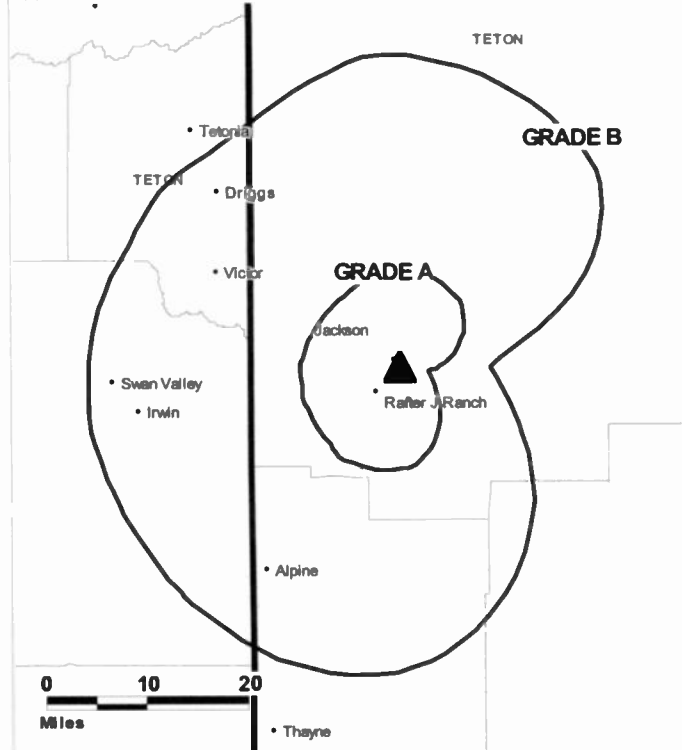 TETON
GRADE B
Tetonia
TETON
Driggs
Victor
GRADE A
Jackson
Swan Valley
Rafter J Ranch
Irwin
Alpine
0 10 20
Miles
Thayne